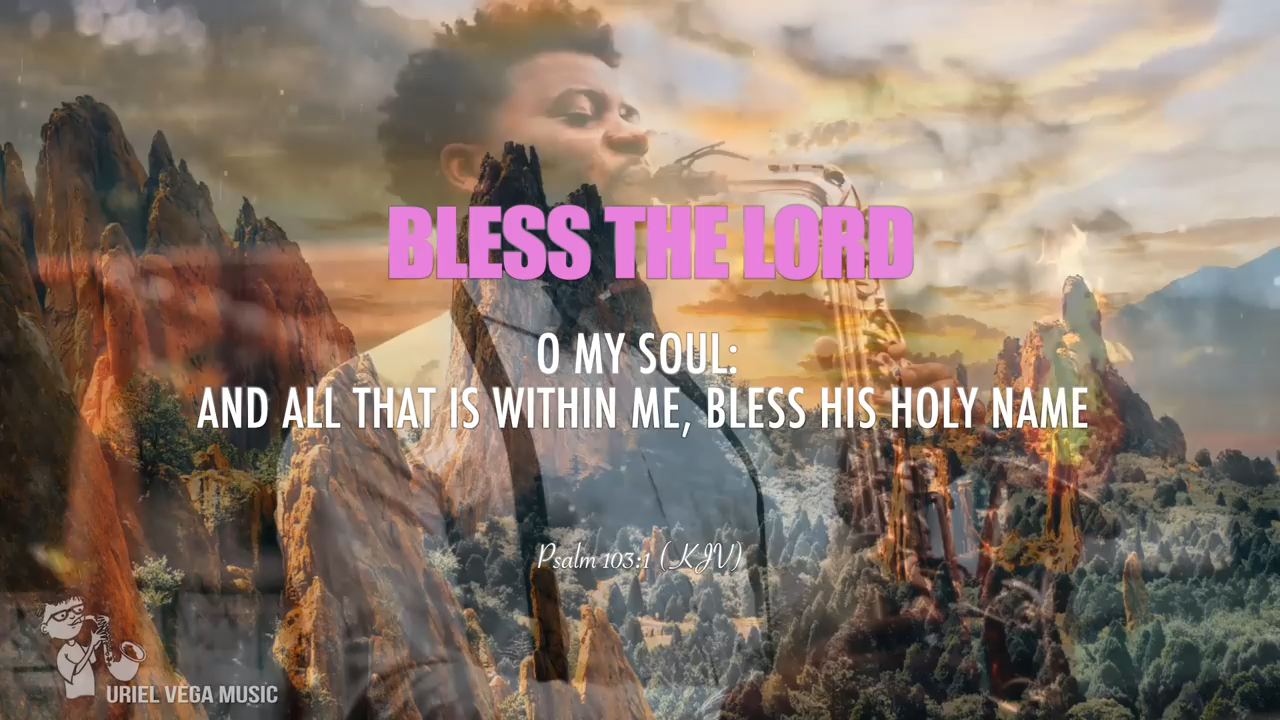 BLESS THE LORD
O MY SOUL:
AND ALL THAT IS WITHIN ME, BLESS HIS HOLY NAME
Psalm 103:1 (KJV)
URIEL VEGA MUSIC